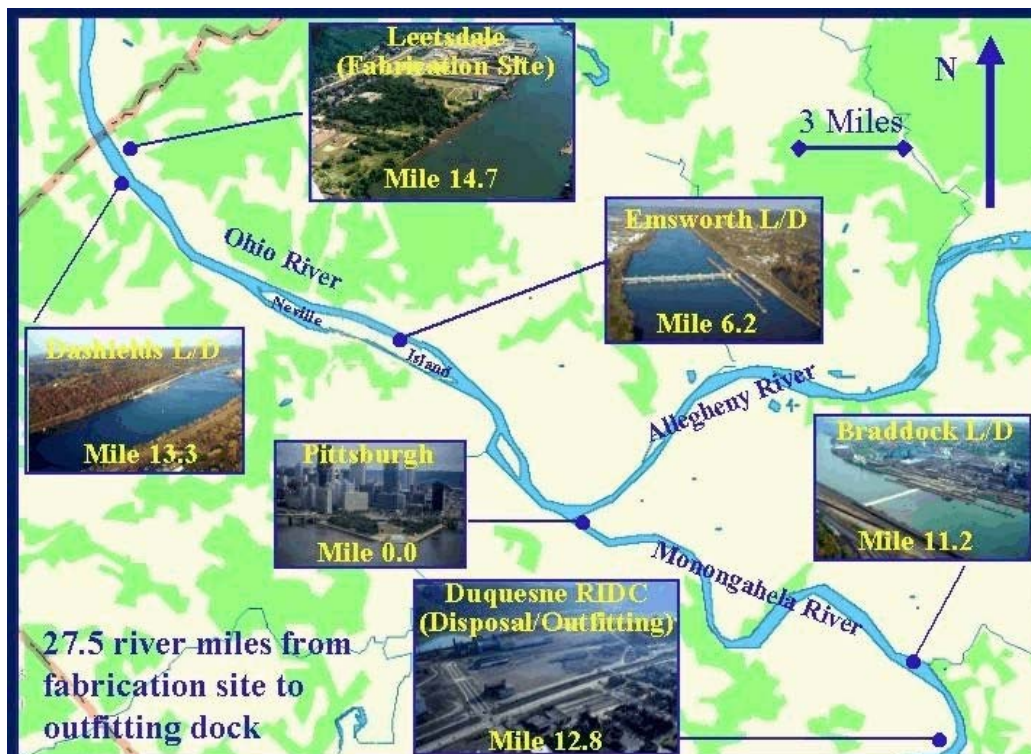 Leetsdale
(Fabrication Site)
Mile 14.7
N
3 Miles
Emsworth L/D
Mile 6.2
Ohio River
Neville
Island
Dashields L/D
Mile 13.3
Allegheny River
Braddock L/D
Mile 11.2
Pittsburgh
Mile 0.0
Monongahela River
Duquesne RIDC
(Disposal/Outfitting)
Mile 12.8
27.5 river miles from
fabrication site to
outfitting dock